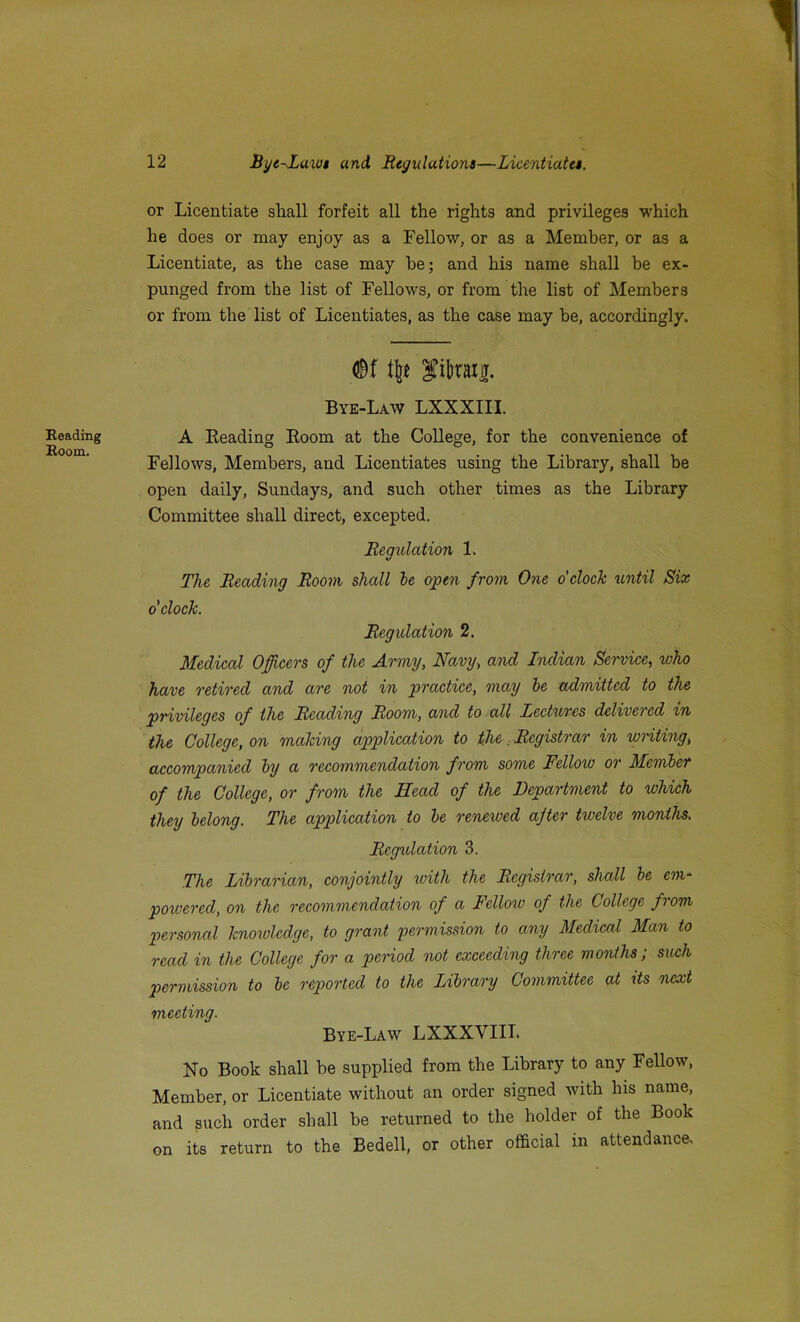 12 Bye-Laws and Regulations—Licentiates.
or Licentiate shall forfeit all the rights and privileges which
he does or may enjoy as a Fellow, or as a Member, or as a
Licentiate, as the case may be; and his name shall be ex-
punged from the list of Fellows, or from the list of Members
or from the list of Licentiates, as the case may be, accordingly.
Of the Library.
Bye-Law LXXXIII.
Reading
Room.
A Reading Room at the College, for the convenience of
Fellows, Members, and Licentiates using the Library, shall be
open daily, Sundays, and such other times as the Library
Committee shall direct, excepted.
Regulation 1.
The Reading Room shall be open from One o'clock until Six
o'clock.
Regulation 2.
Medical Officers of the Army, Navy, and Indian Service, who
have retired and are not in practice, may be admitted to the
privileges of the Reading Room, and to all Lectures delivered in
the College, on making application to the Registrar in writing,
accompanied by a recommendation from some Fellow or Member
of the College, or from the Head of the Department to which
they belong. The application to be renewed after twelve months.
Regulation 3.
The Librarian, conjointly with the Registrar, shall be em-
powered, on the recommendation of a Fellow of the College from
personal knowledge, to grant permission to any Medical Man to
read in the College for a period not exceeding three months; such
permission to be reported to the Library Committee at its next
meeting.
Bye-Law LXXXVIII.
No Book shall be supplied from the Library to any Fellow,
Member, or Licentiate without an order signed with his name,
and such order shall be returned to the holder of the Book
on its return to the Bedell, or other official in attendance.